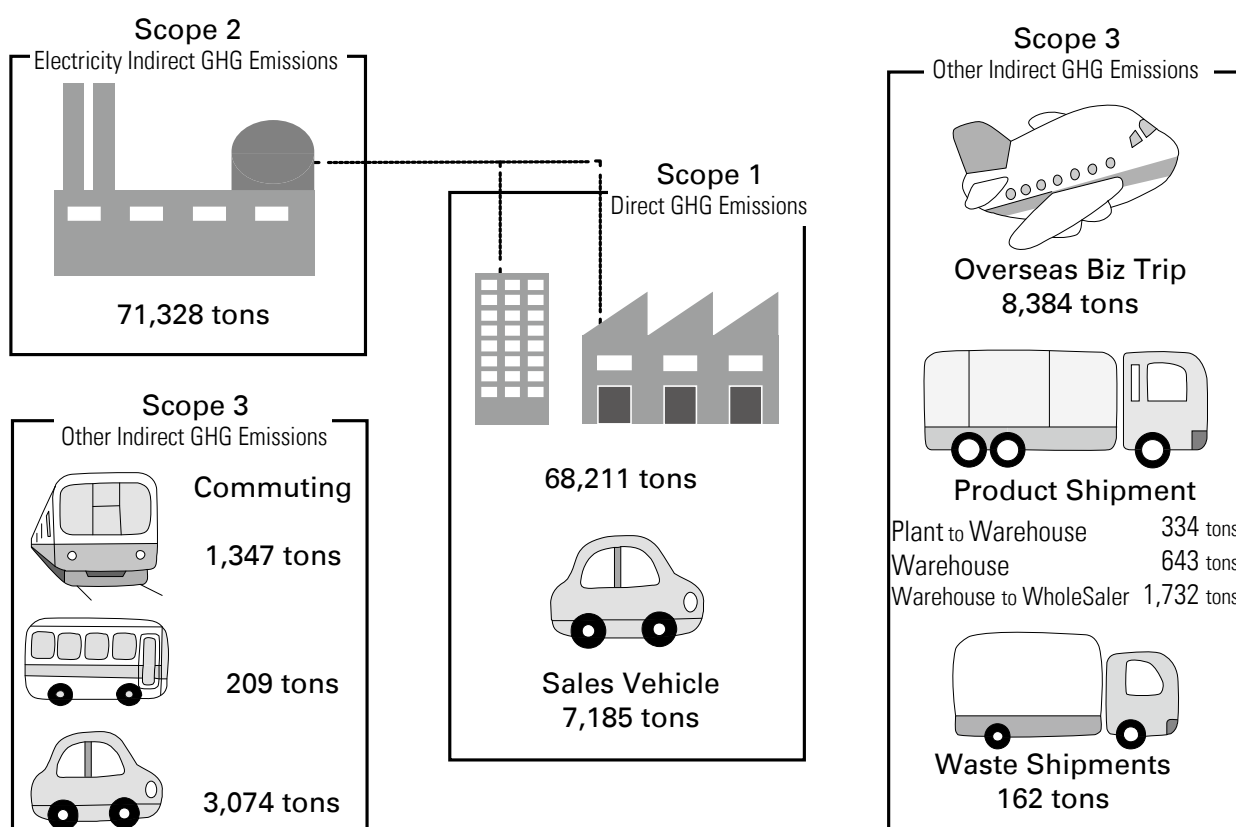 Scope 2
Electricity Indirect GHG Emissions
71,328 tons
Scope 3
Other Indirect GHG Emissions
Commuting
1,347 tons
209 tons
3,074 tons
Scope 1
Direct GHG Emissions
68,211 tons
Sales Vehicle
7,185 tons
Scope 3
Other Indirect GHG Emissions
Overseas Biz Trip
8,384 tons
Product Shipment
Plant to Warehouse 334 tons
Warehouse 643 tons
Warehouse to WholeSaler 1,732 tons
Waste Shipments
162 tons